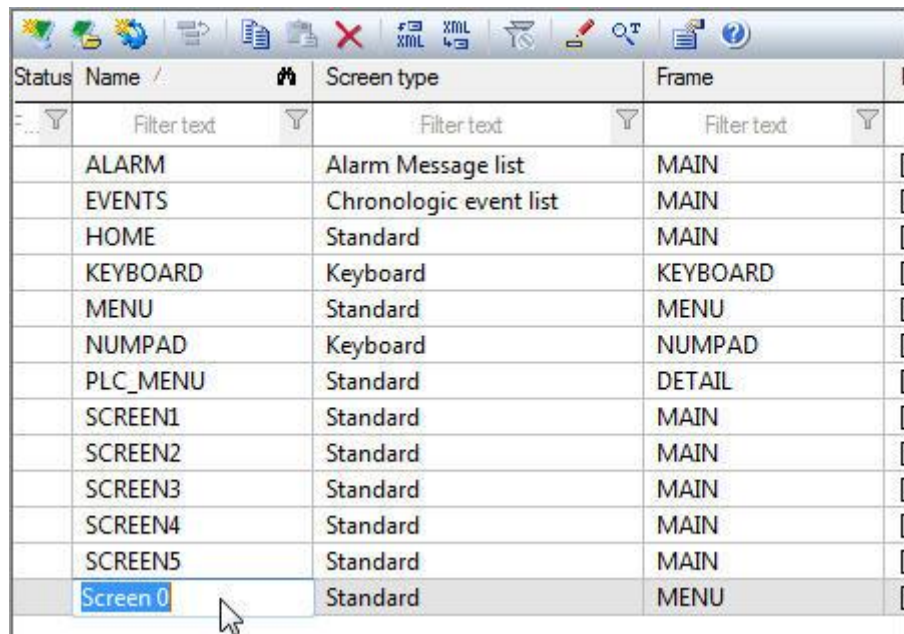 XML XML
Status Name Screen type Frame
F... Filter text Filter text Filter text
ALARM Alarm Message list MAIN
EVENTS Chronologic event list MAIN
HOME Standard MAIN
KEYBOARD Keyboard KEYBOARD
MENU Standard MENU
NUMPAD Keyboard NUMPAD
PLC_MENU Standard DETAIL
SCREEN1 Standard MAIN
SCREEN2 Standard MAIN
SCREEN3 Standard MAIN
SCREEN4 Standard MAIN
SCREEN5 Standard MAIN
Screen 0 Standard MENU